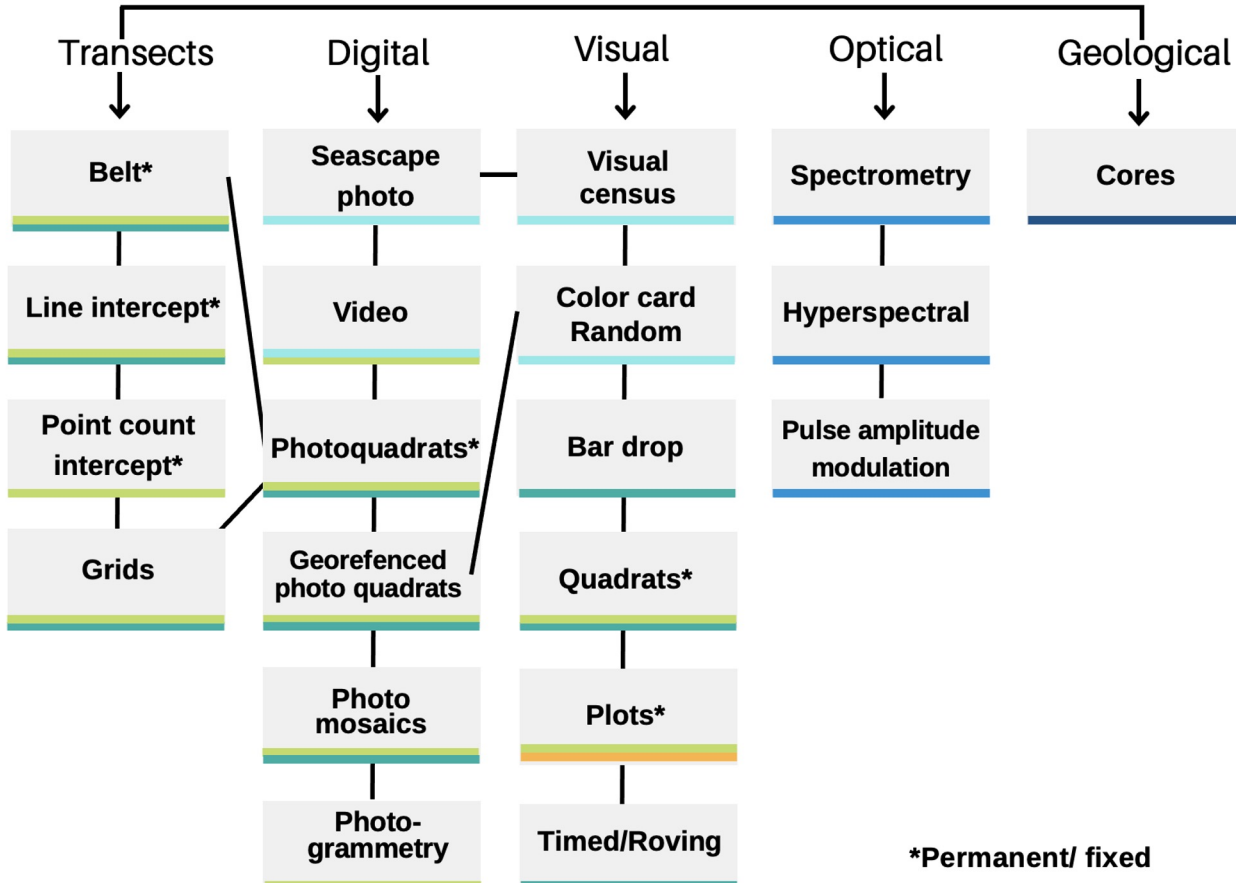 Transects
Digital
Visual
Optical
Geological
Belt*
Line intercept*
Point count
intercept*
Grids
Seascape
photo
Video
Photoquadrats*
Georefenced
photo quadrats
Photo
mosaics
Photo-
grammetry
Visual
census
Color card
Random
Bar drop
Quadrats*
Plots*
Timed/Roving
Spectrometry
Hyperspectral
Pulse amplitude
modulation
Cores
*Permanent/ fixed